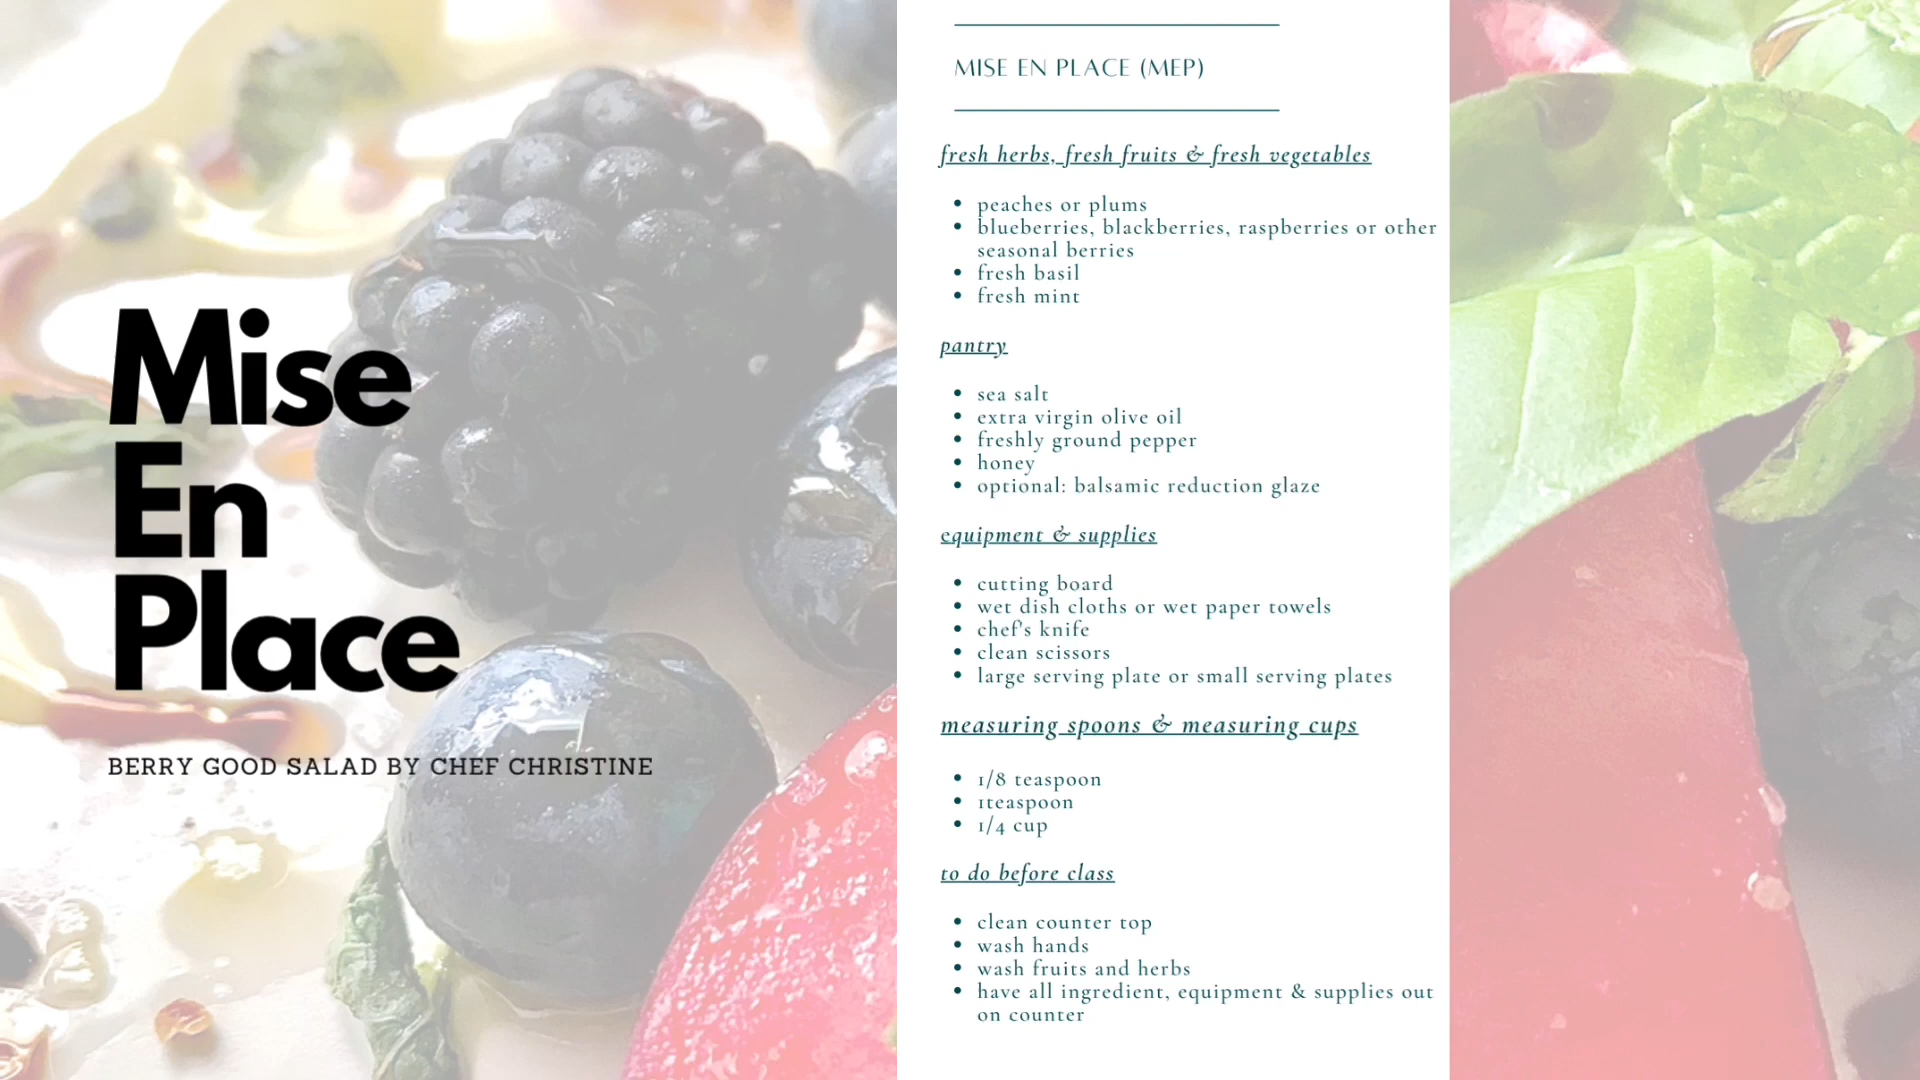 Mise
En
Place
BERRY GOOD SALAD BY CHEF CHRISTINE
MISE EN PLACE (MEP)
fresh herbs, fresh fruits & fresh vegetables
• peaches or plums
• blueberries, blackberries, raspberries or other
seasonal berries
• fresh basil
• fresh mint
pantry
• sea salt
• extra virgin olive oil
• freshly ground pepper
• honey
• optional: balsamic reduction glaze
equipment & supplies
• cutting board
• wet dish cloths or wet paper towels
• chef's knife
• clean scissors
• large serving plate or small serving plates
measuring spoons & measuring cups
• 1/8 teaspoon
• 1teaspoon
• 1/4 cup
to do before class
• clean counter top
• wash hands
• wash fruits and herbs
• have all ingredient, equipment & supplies out
on counter